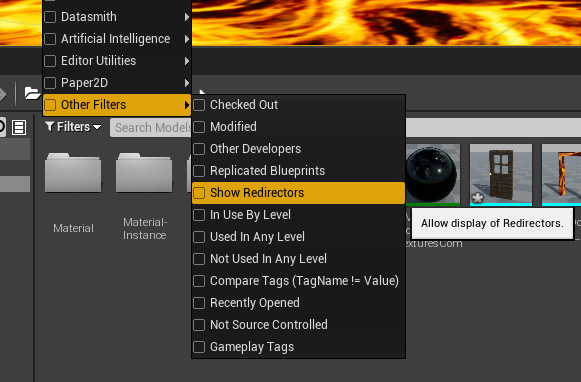 Datasmith
Artificial Intelligence
Editor Utilities
Paper2D
Other Filters
Checked Out
Modified
Other Developers
Replicated Blueprints
Show Redirectors
In Use By Level
Used In Any Level
Not Used In Any Level
Compare Tags (TagName != Value)
Recently Opened
Not Source Controlled
Gameplay Tags
Filters
Search Models
Material
Material-
Instance
Allow display of Redirectors.
exturesCom